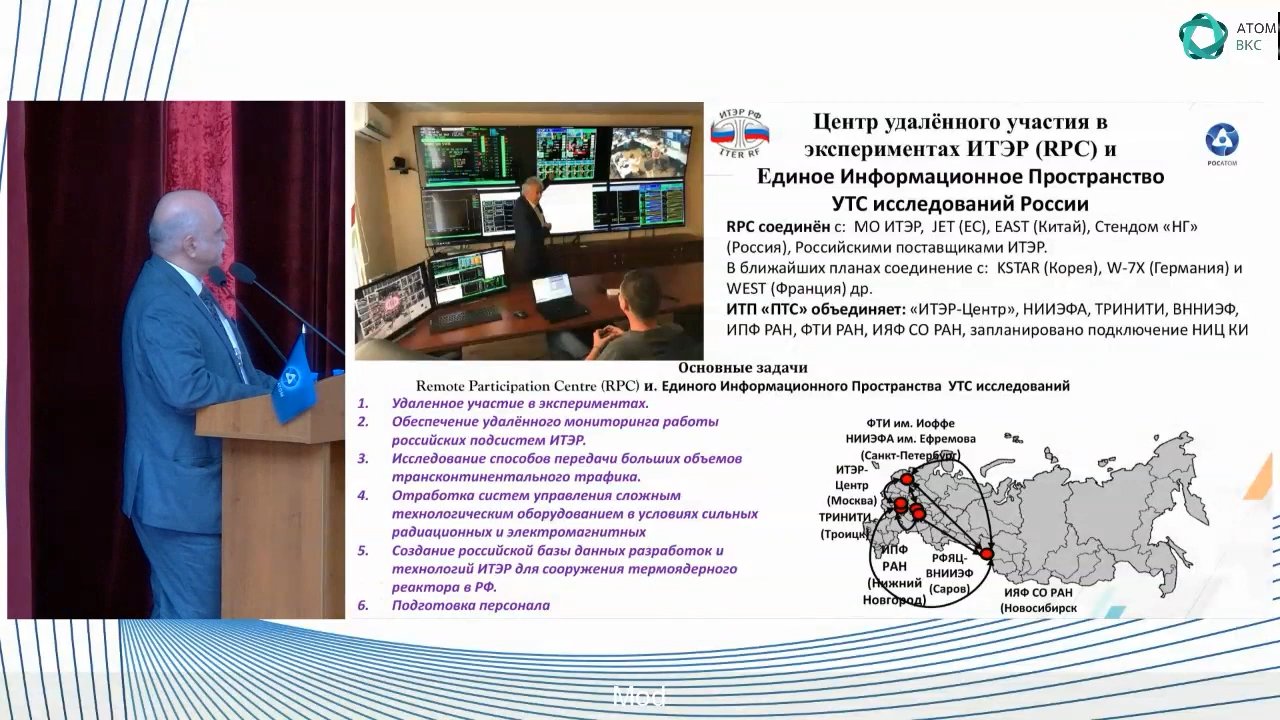 АТОМ
ВКС
ИТЭР РФ
ITER RF
РОСАТОМ
Центр удалённого участия в
экспериментах ИТЭР (RPC) и
Единое Информационное Пространство
УТС исследований России
RPC соединён с: МО ИТЭР, JET (ЕС), EAST (Китай), Стендом «НГ»
(Россия), Российскими поставщиками ИТЭР.
В ближайших планах соединение с: KSTAR (Корея), W-7X (Германия) и
WEST (Франция) др.
ИТП «ПТС» объединяет: «ИТЭР-Центр», НИИЭФА, ТРИНИТИ, ВННИЭФ,
ИПФ РАН, ФТИ РАН, ИЯФ СО РАН, запланировано подключение НИЦ КИ
Основные задачи
Remote Participation Centre (RPC) и. Единого Информационного Пространства УТС исследований
1. Удаленное участие в экспериментах.
2. Обеспечение удалённого мониторинга работы
российских подсистем ИТЭР.
3. Исследование способов передачи больших объемов
трансконтинентального трафика.
4. Отработка систем управления сложным
технологическим оборудованием в условиях сильных
радиационных и электромагнитных
5. Создание российской базы данных разработок и
технологий ИТЭР для сооружения термоядерного
реактора в РФ.
6. Подготовка персонала
ФТИ им. Иоффе
НИИЭФА им. Ефремова
(Санкт-Петербург)
ИТЭР-
Центр
(Москва)
ТРИНИТИ
(Троицк)
ИПФ
РАН
(Нижний
Новгород)
РФЯЦ-
ВНИИЭФ
(Саров)
ИЯФ СО РАН
(Новосибирск
Mod